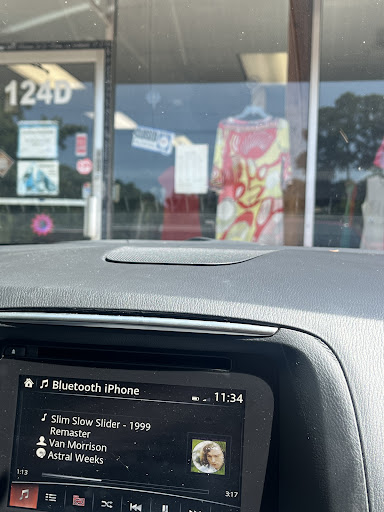 124D
Bluetooth iPhone
11:34
Slim Slow Slider - 1999
Remaster
Van Morrison
Astral Weeks
1:13
3:17